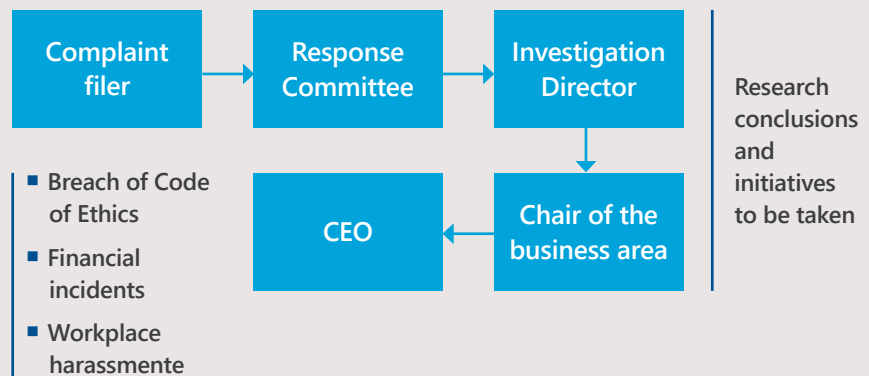 Complaint
filer
Response
Committee
Investigation
Director
Research
conclusions
and
initiatives
to be taken
Breach of Code
of Ethics
Financial
incidents
Workplace
harassmente
CEO
Chair of the
business area